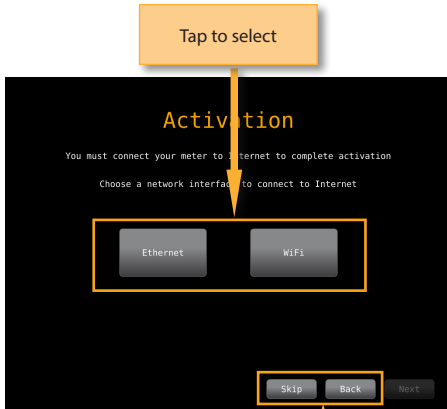 Tap to select
Activation
You must connect your meter to Internet to complete activation
Choose a network interface to connect to Internet
Ethernet WiFi
Skip Back Next